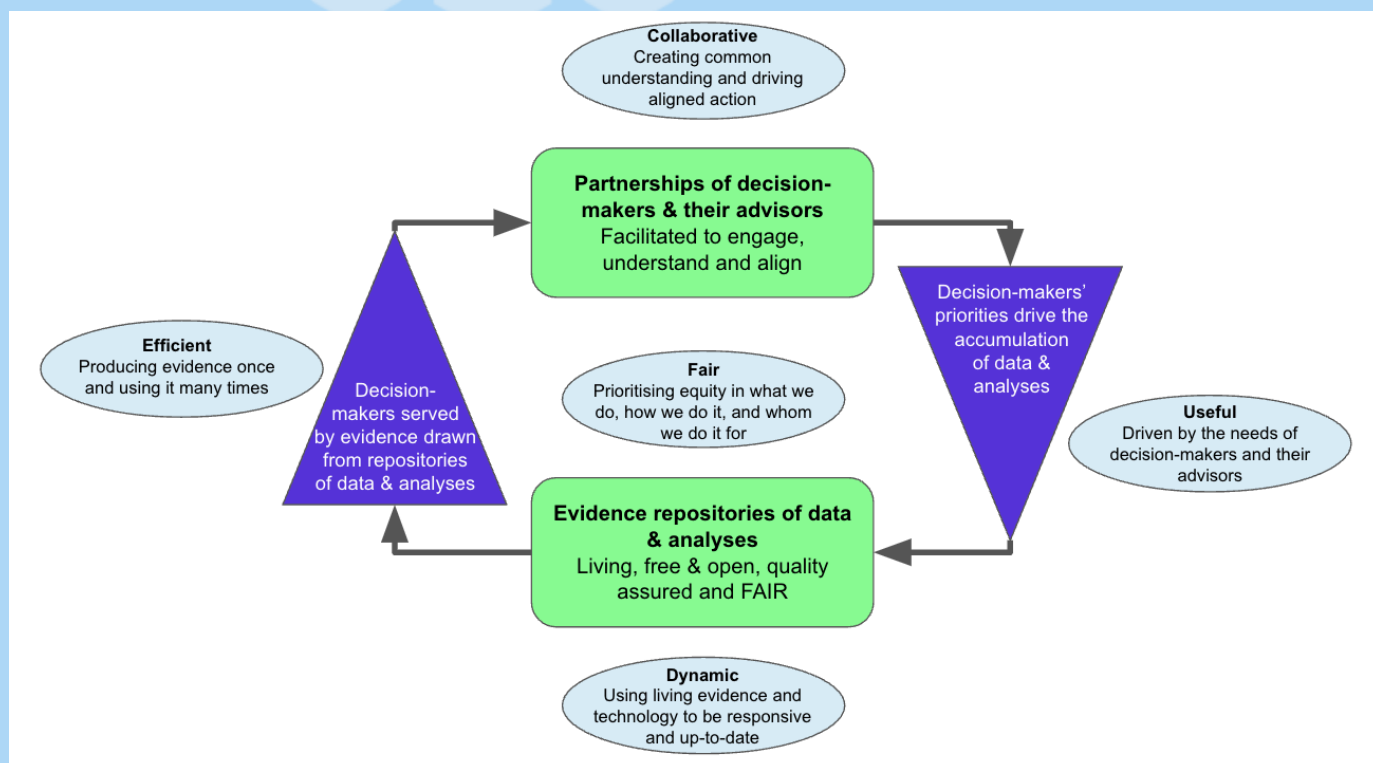 Collaborative
Creating common
understanding and driving
aligned action
Partnerships of decision-
makers & their advisors
Facilitated to engage,
understand and align
Decision-makers’
priorities drive the
accumulation
of data &
analyses
Efficient
Producing evidence once
and using it many times
Decision-
makers served
by evidence drawn
from repositories
of data & analyses
Fair
Prioritising equity in what we
do, how we do it, and whom
we do it for
Useful
Driven by the needs of
decision-makers and their
advisors
Evidence repositories of data
& analyses
Living, free & open, quality
assured and FAIR
Dynamic
Using living evidence and
technology to be responsive
and up-to-date